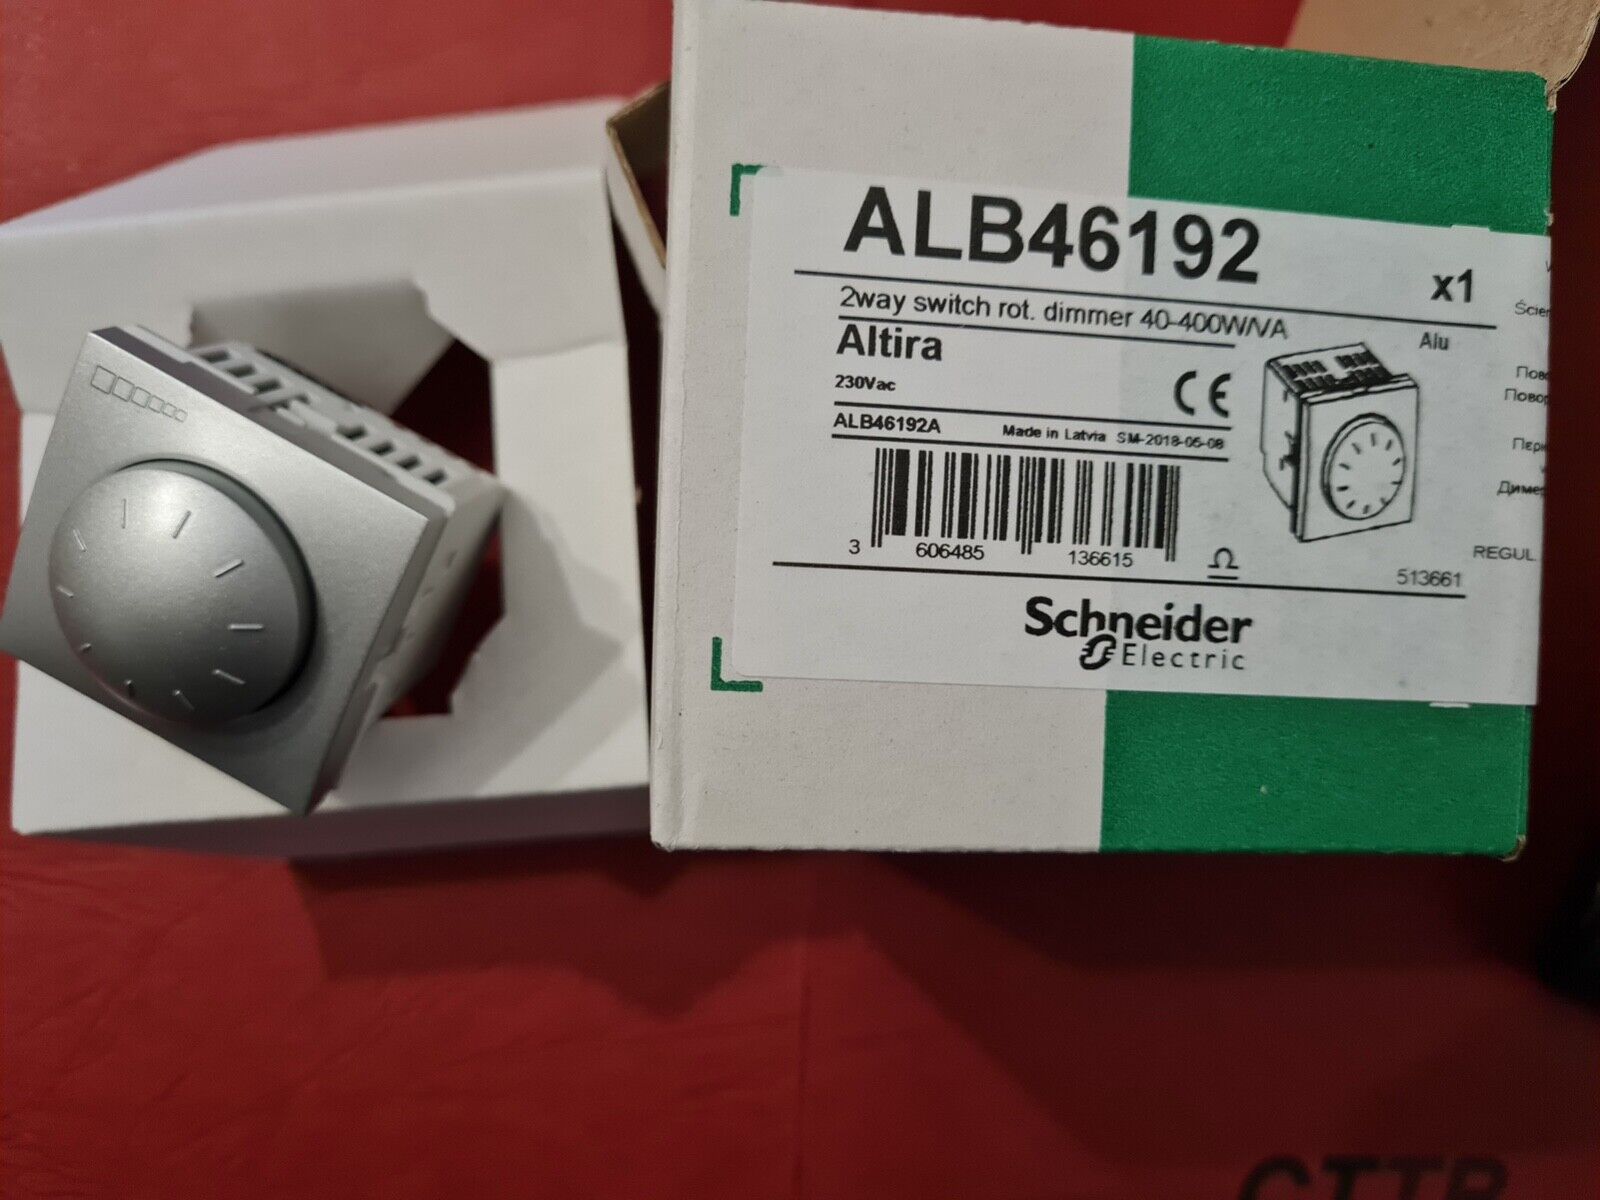 ALB46192
x1
2way switch rot. dimmer 40-400W/VA
Altira
Alu
230Vac
CE
ALB46192A
Made in Latvia SM-2018-05-08
3 606485 136615
Ω
513661
REGUL.
Schneider
Electric